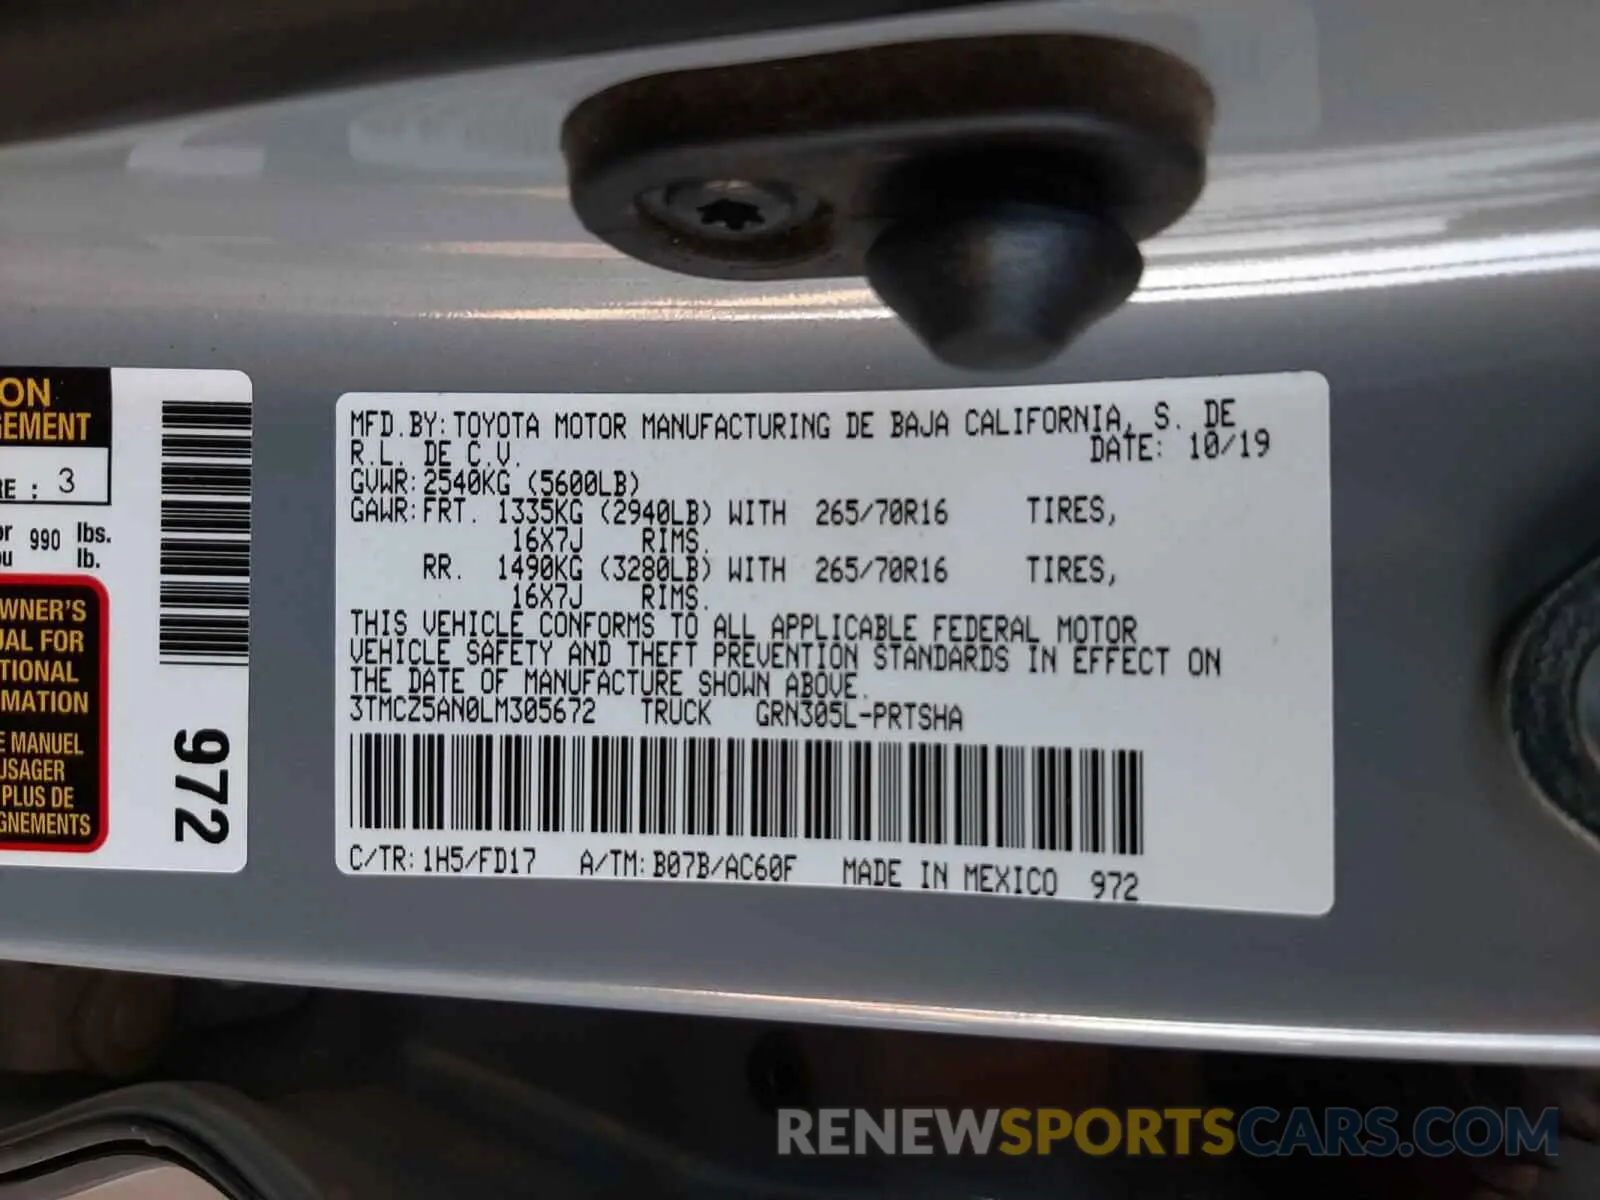 ON
GEMENT
RE : 3
or 990 lbs.
ou lb.
WNER'S
UAL FOR
TIONAL
MATION
E MANUEL
USAGER
PLUS DE
GNEMENTS
972
MFD.BY:TOYOTA MOTOR MANUFACTURING DE BAJA CALIFORNIA, S. DE
R.L. DE C.V. DATE: 10/19
GVWR:2540KG (5600LB)
GAWR:FRT. 1335KG (2940LB) WITH 265/70R16 TIRES,
16X7J RIMS.
RR. 1490KG (3280LB) WITH 265/70R16 TIRES,
16X7J RIMS.
THIS VEHICLE CONFORMS TO ALL APPLICABLE FEDERAL MOTOR
VEHICLE SAFETY AND THEFT PREVENTION STANDARDS IN EFFECT ON
THE DATE OF MANUFACTURE SHOWN ABOVE.
3TMCZ5AN0LM305672 TRUCK GRN305L-PRTSHA
C/TR:1H5/FD17 A/TM:B07B/AC60F MADE IN MEXICO 972
RENEWSPORTSCARS.COM